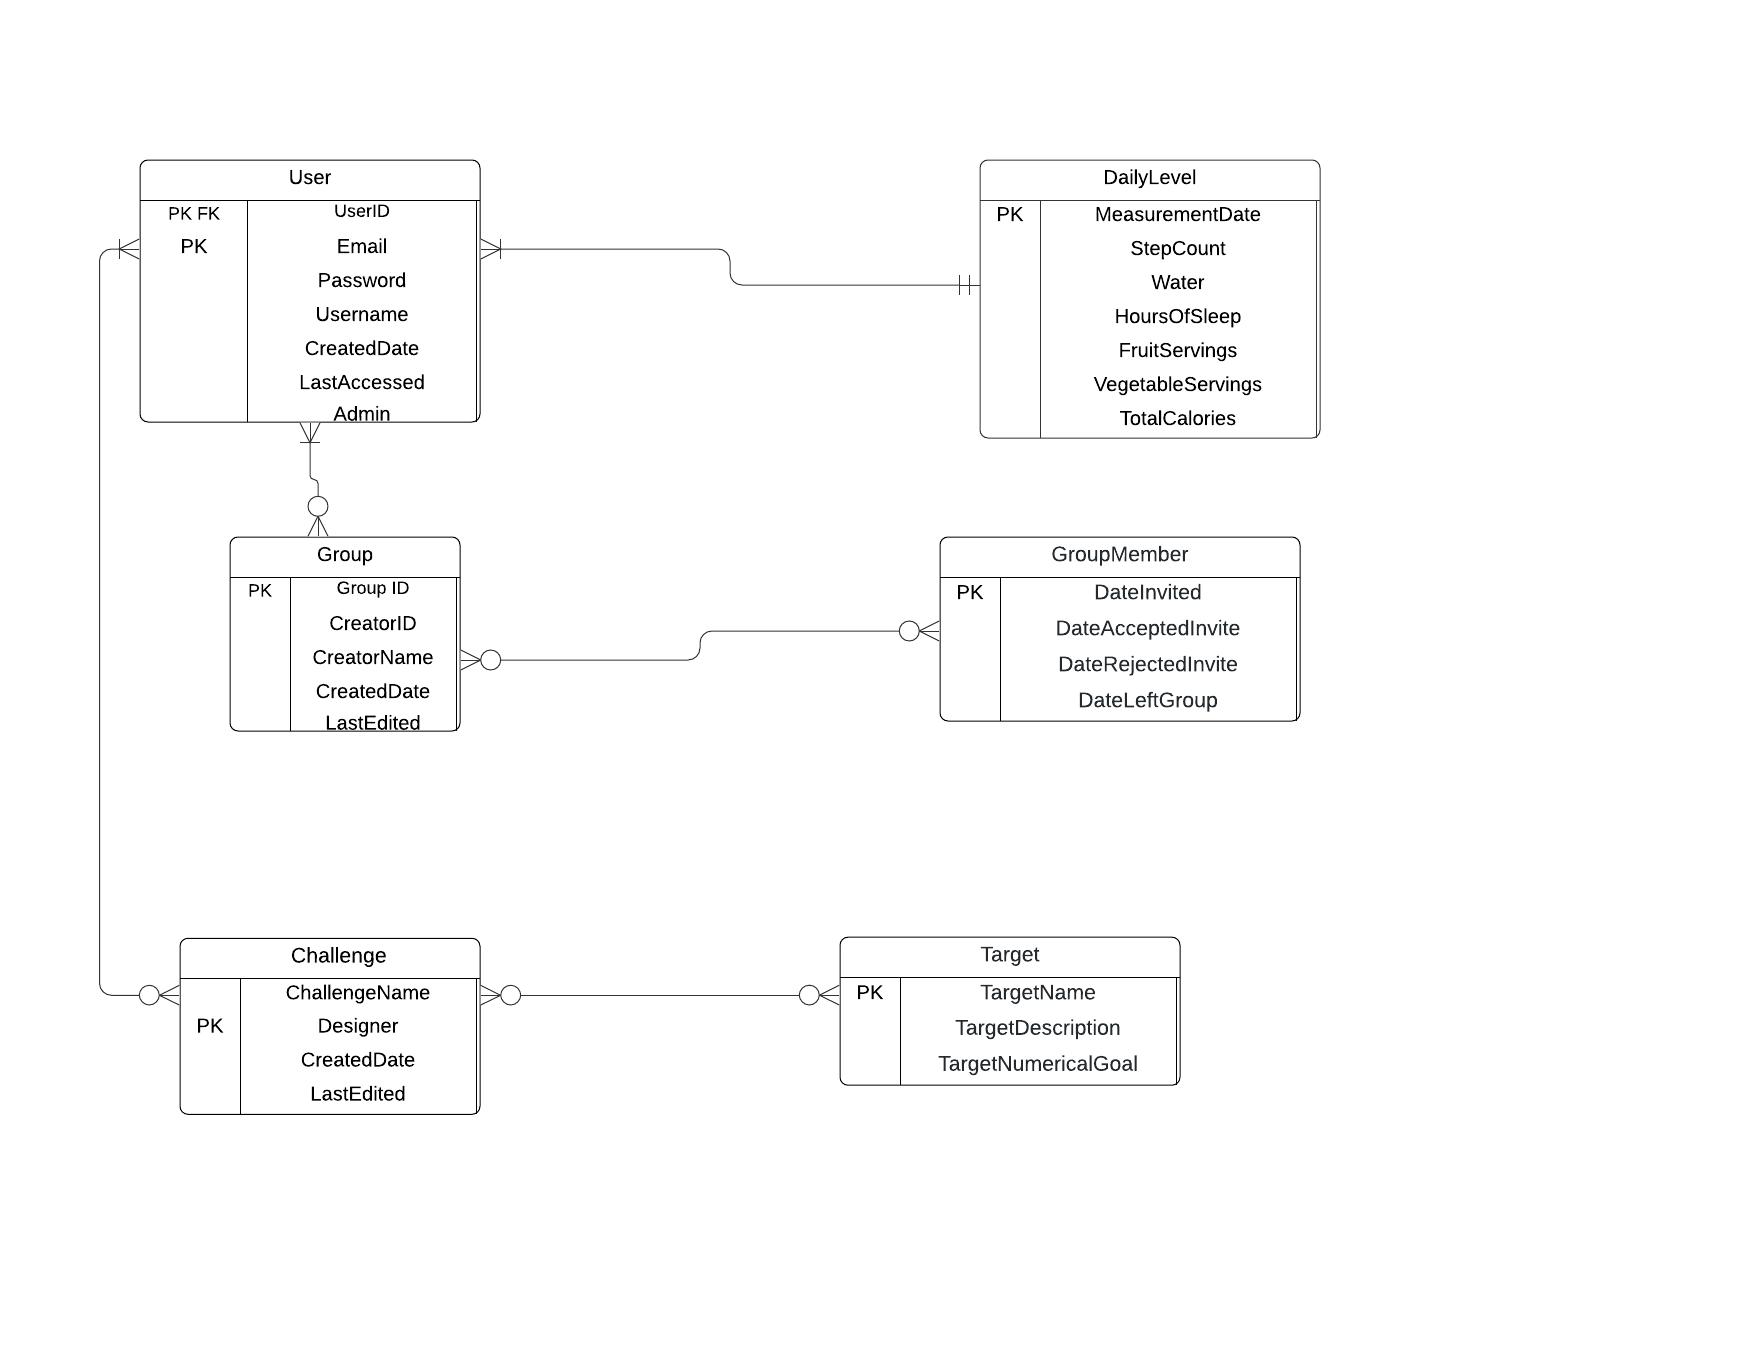 User
PK FK UserID
PK Email
Password
Username
CreatedDate
LastAccessed
Admin
DailyLevel
PK MeasurementDate
StepCount
Water
HoursOfSleep
FruitServings
VegetableServings
TotalCalories
Group
PK Group ID
CreatorID
CreatorName
CreatedDate
LastEdited
GroupMember
PK DateInvited
DateAcceptedInvite
DateRejectedInvite
DateLeftGroup
Challenge
ChallengeName
PK Designer
CreatedDate
LastEdited
Target
PK TargetName
TargetDescription
TargetNumericalGoal